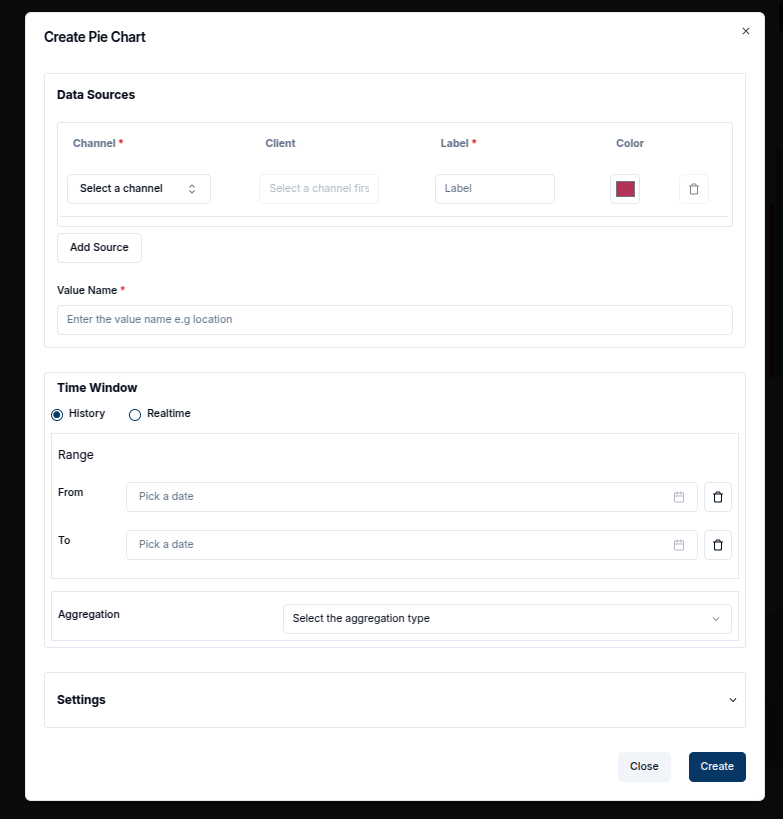 Create Pie Chart
Data Sources
Channel * Client Label * Color
Select a channel Select a channel firs Label
Add Source
Value Name *
Enter the value name e.g location
Time Window
History Realtime
Range
From Pick a date
To Pick a date
Aggregation Select the aggregation type
Settings
Close Create